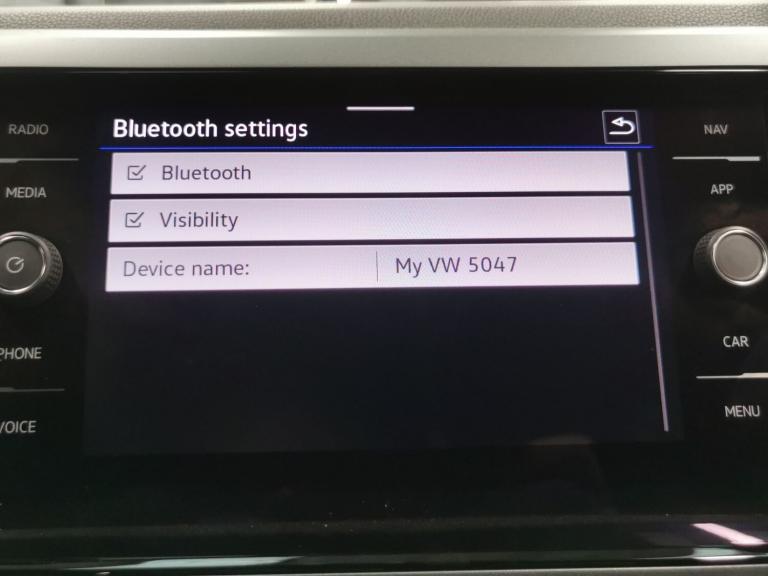 RADIO
MEDIA
PHONE
VOICE
Bluetooth settings
Bluetooth
Visibility
Device name: My VW 5047
NAV
APP
CAR
MENU